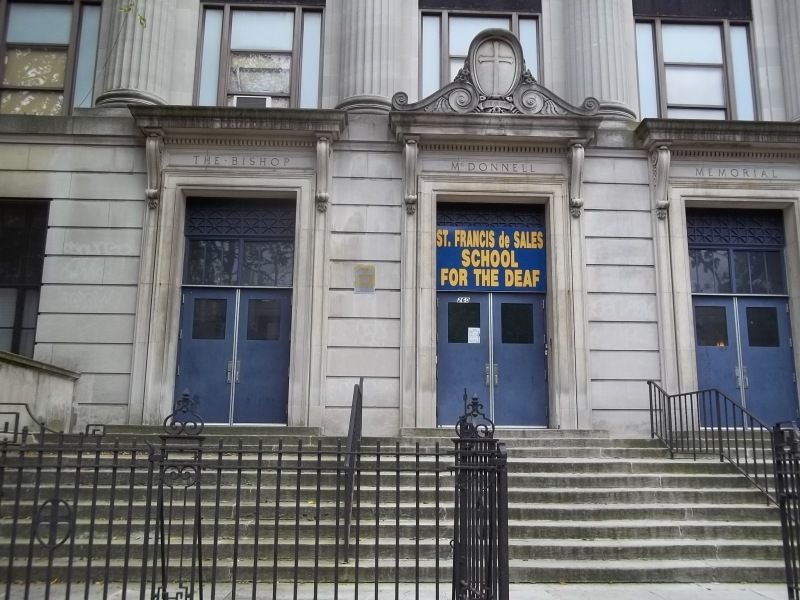 THE · BISHOP
MCDONNELL
MEMORIAL
ST. FRANCIS de SALES
SCHOOL
FOR THE DEAF
260